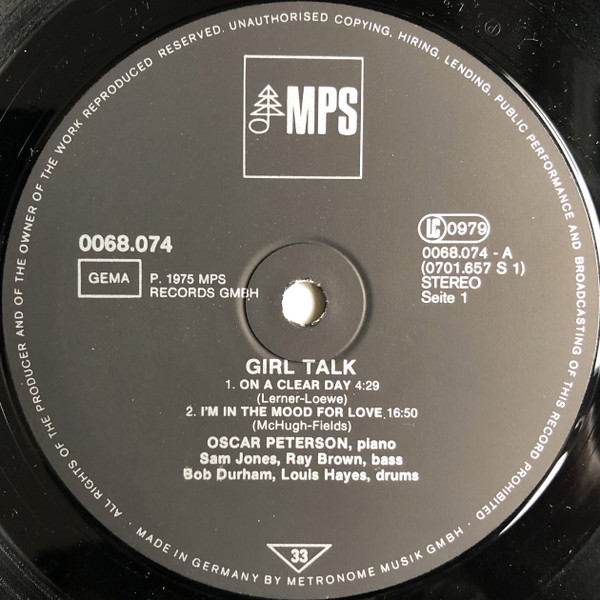 ALL RIGHTS OF THE PRODUCER AND OF THE OWNER OF THE WORK REPRODUCED RESERVED. UNAUTHORISED COPYING, HIRING, LENDING, PUBLIC PERFORMANCE AND BROADCASTING OF THIS RECORD PROHIBITED
MPS
0068.074
GEMA
P. 1975 MPS
RECORDS GMBH
LC 0979
0068.074 - A
(0701.657 S 1)
STEREO
Seite 1
GIRL TALK
1. ON A CLEAR DAY 4:29
(Lerner-Loewe)
2. I'M IN THE MOOD FOR LOVE 16:50
(McHugh-Fields)
OSCAR PETERSON, piano
Sam Jones, Ray Brown, bass
Bob Durham, Louis Hayes, drums
33
· MADE IN GERMANY BY METRONOME MUSIK GMBH ·